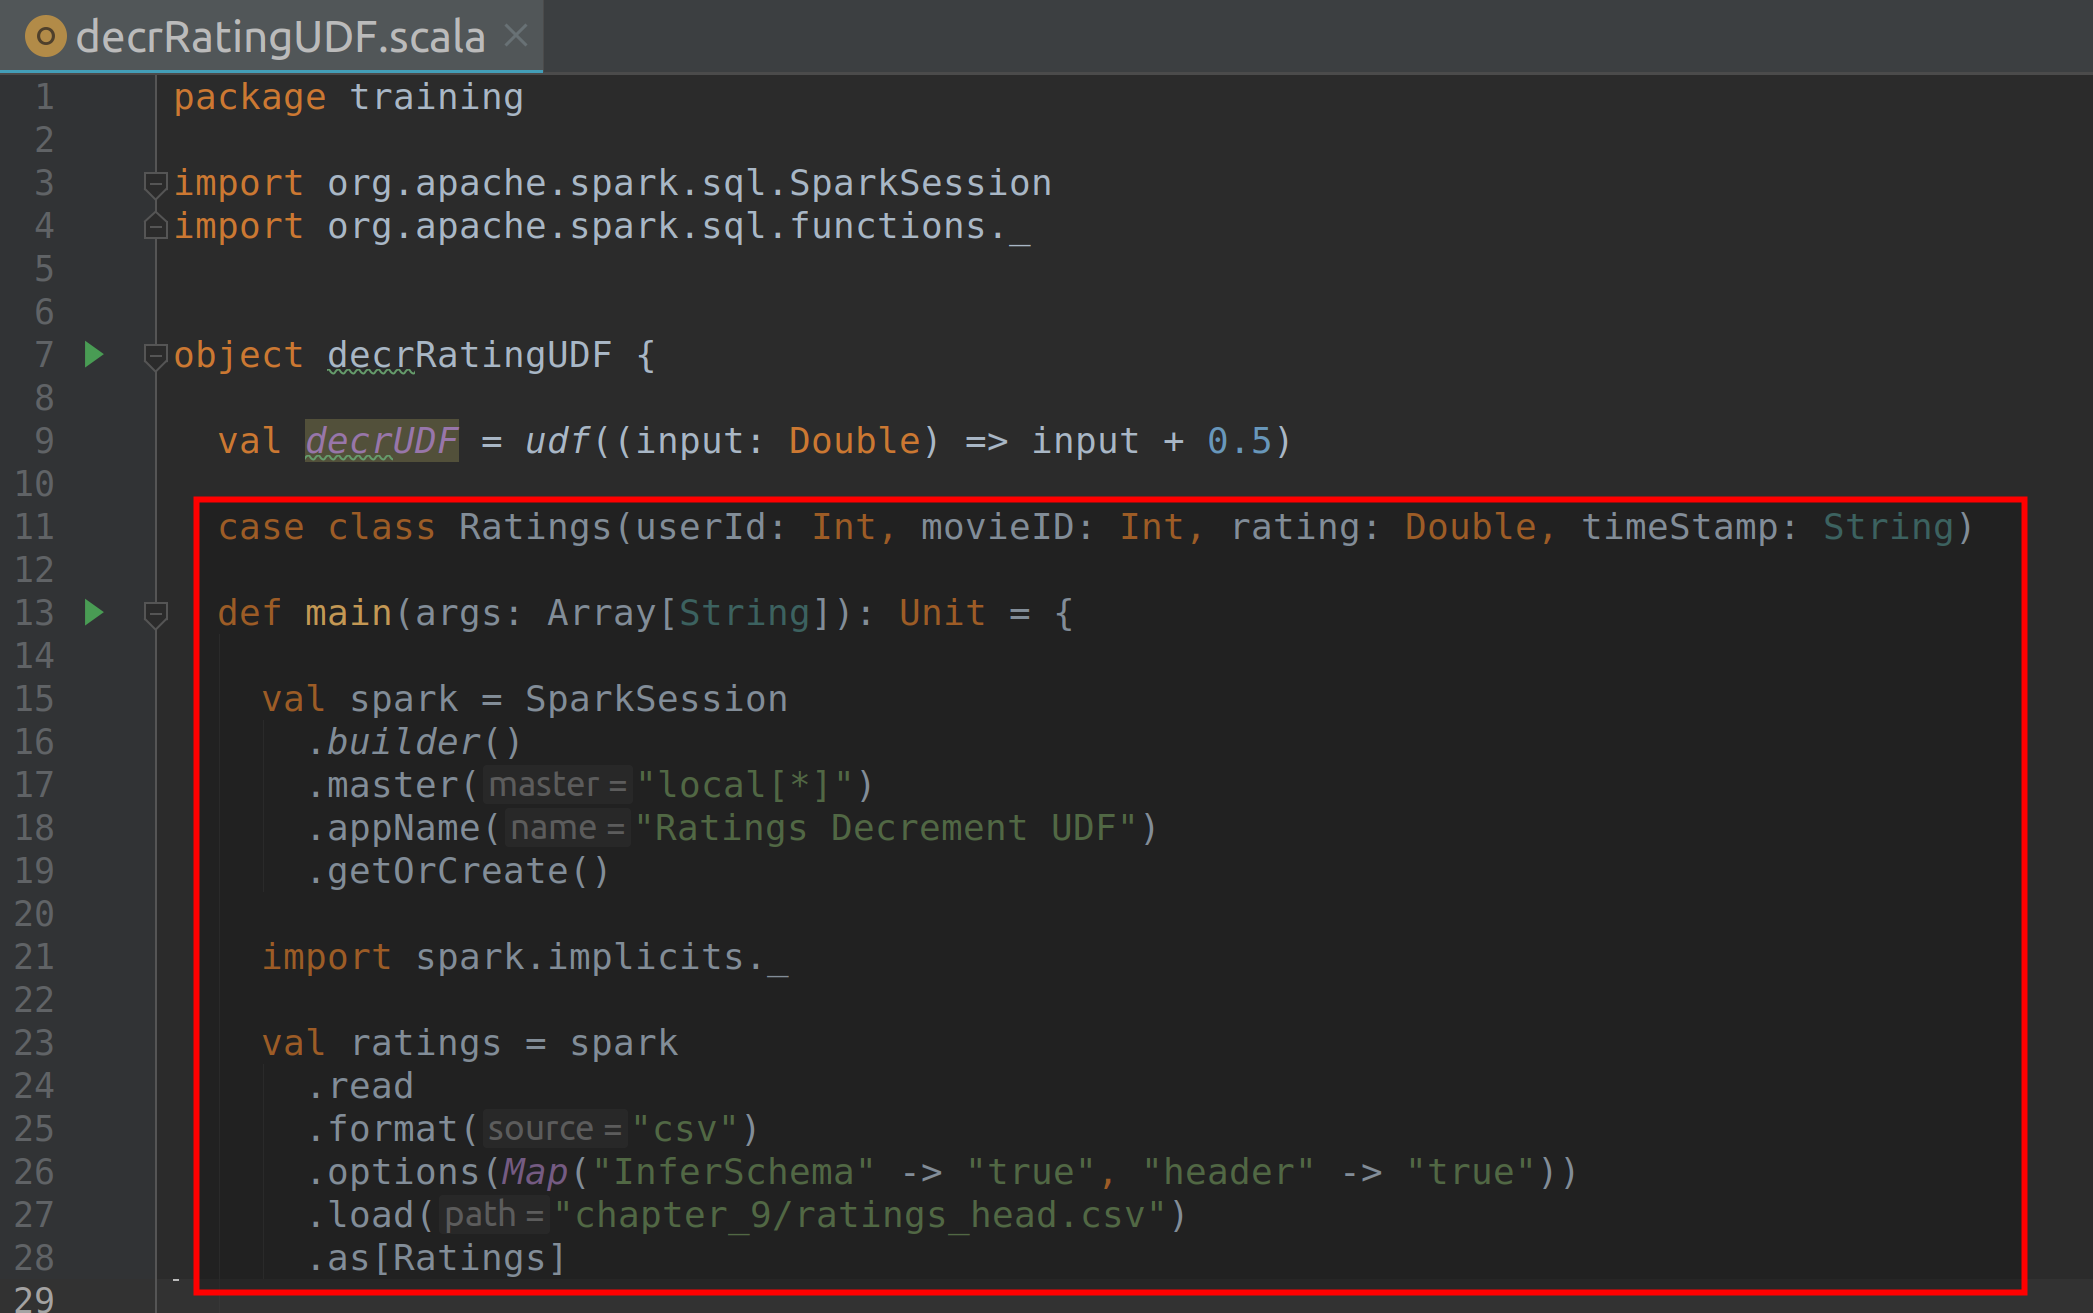 decrRatingUDF.scala
1 package training
2
3 import org.apache.spark.sql.SparkSession
4 import org.apache.spark.sql.functions._
5
6
7 object decrRatingUDF {
8
9   val decrUDF = udf((input: Double) => input + 0.5)
10
11   case class Ratings(userId: Int, movieID: Int, rating: Double, timeStamp: String)
12
13   def main(args: Array[String]): Unit = {
14
15     val spark = SparkSession
16       .builder()
17       .master( master = "local[*]")
18       .appName( name = "Ratings Decrement UDF")
19       .getOrCreate()
20
21     import spark.implicits._
22
23     val ratings = spark
24       .read
25       .format( source = "csv")
26       .options(Map("InferSchema" -> "true", "header" -> "true"))
27       .load( path = "chapter_9/ratings_head.csv")
28       .as[Ratings]
29